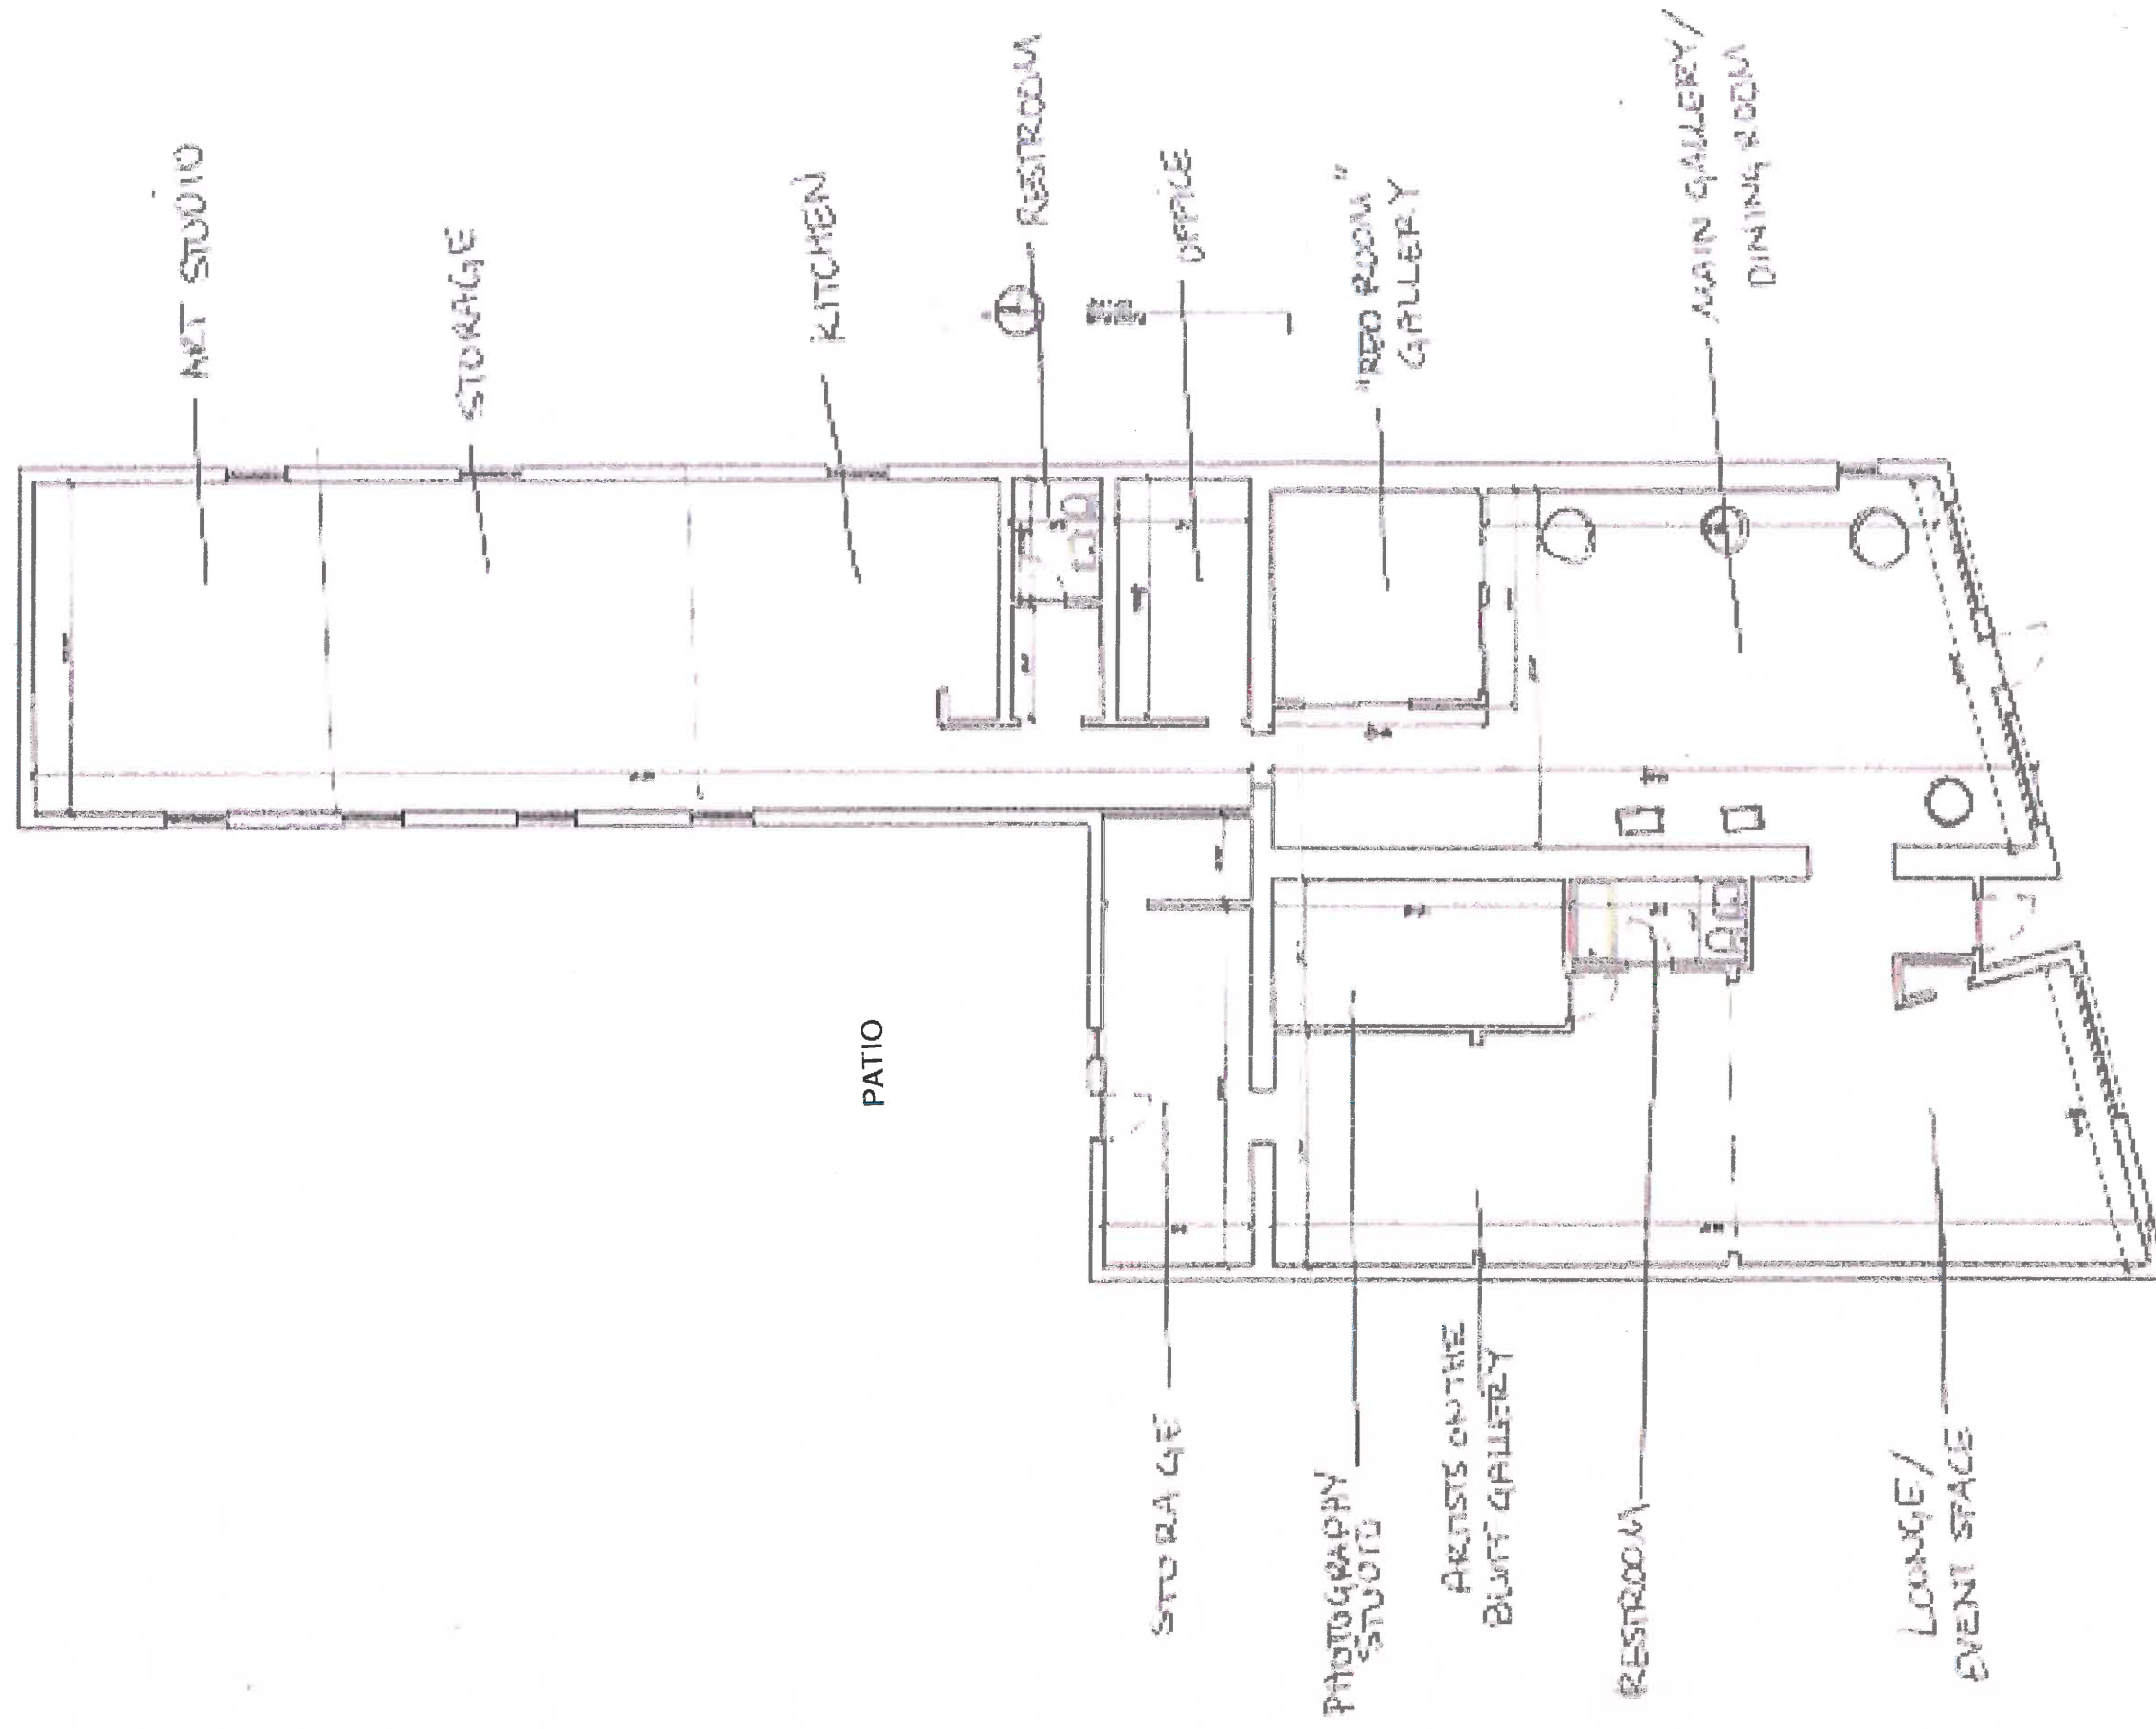 ART STUDIO
STORAGE
KITCHEN
RESTROOM
OFFICE
"RED ROOM"
GALLERY
MAIN GALLERY/
DINING ROOM
PATIO
STORAGE
PHOTOGRAPHY
STUDIO
ARTISTS ON THE
BLUFF GALLERY
RESTROOM
LOUNGE/
EVENT SPACE